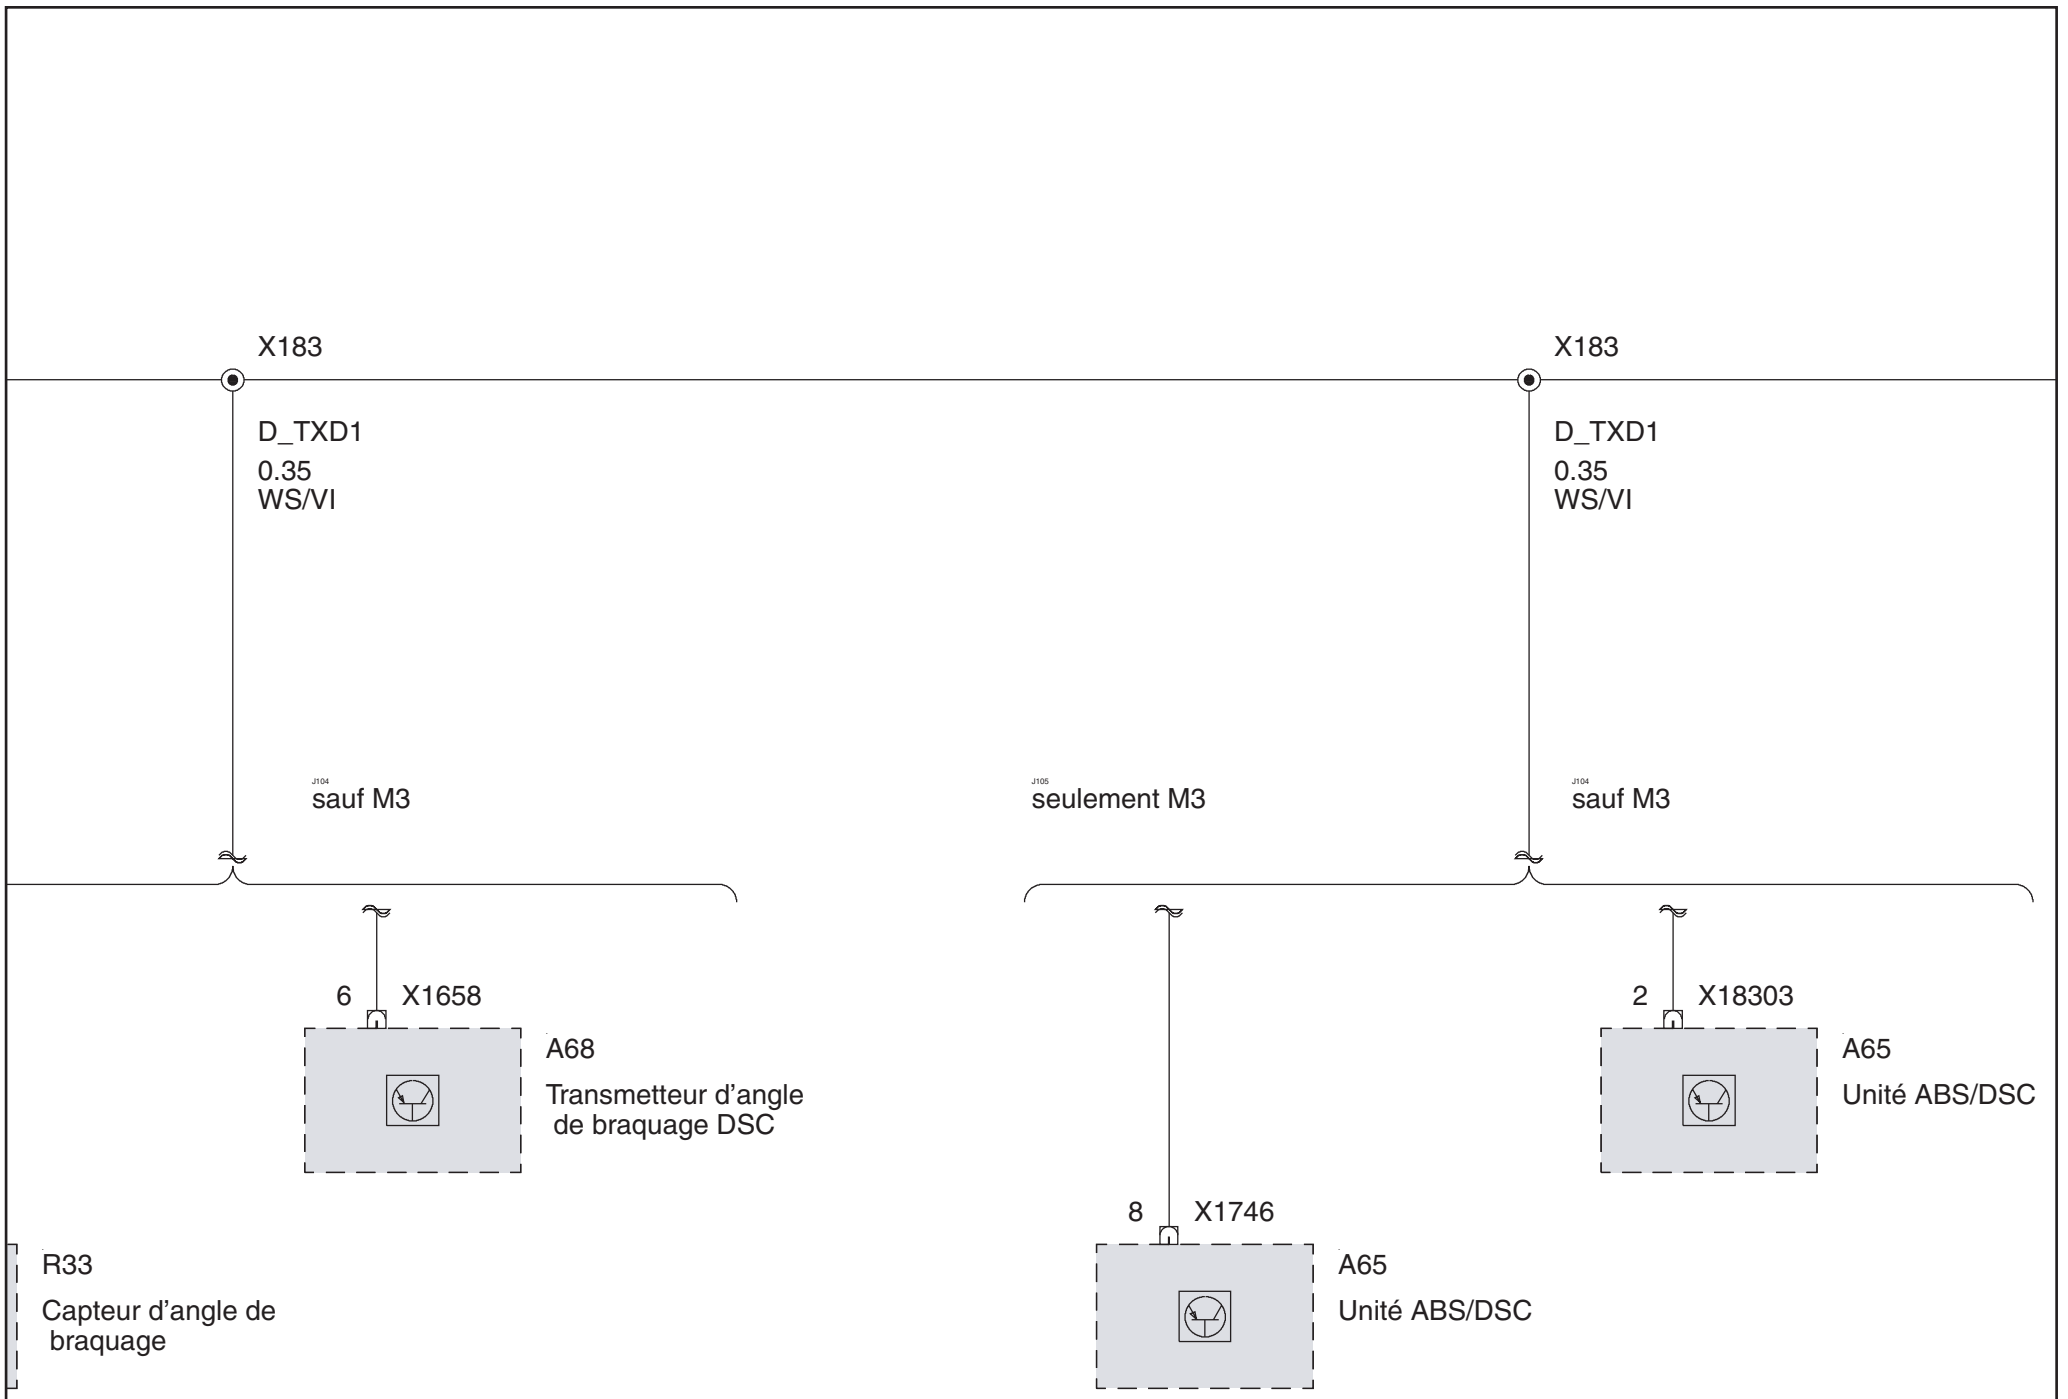 X183
X183
D_TXD1
0.35
WS/VI
D_TXD1
0.35
WS/VI
J104
sauf M3
J105
seulement M3
J104
sauf M3
6
X1658
2
X18303
A68
Transmetteur d'angle
de braquage DSC
A65
Unité ABS/DSC
8
X1746
R33
Capteur d'angle de
braquage
A65
Unité ABS/DSC